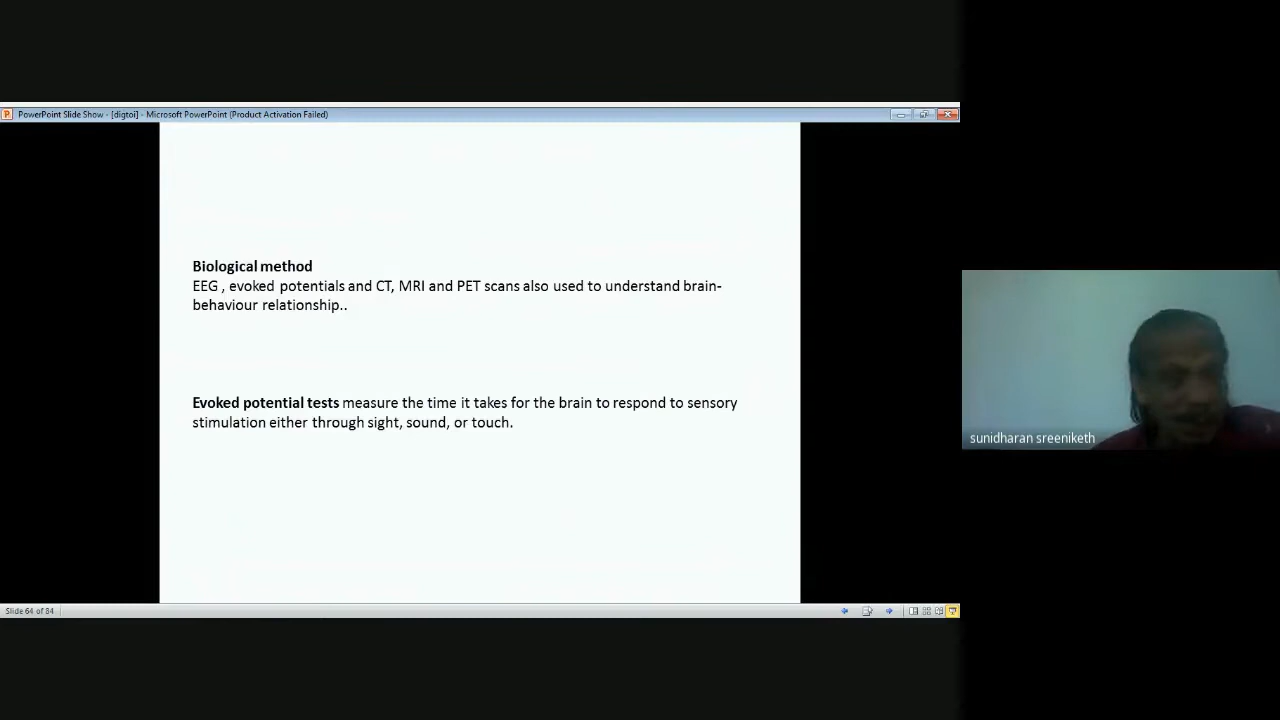 PowerPoint Slide Show - [digtoi] - Microsoft PowerPoint (Product Activation Failed)
Biological method
EEG , evoked potentials and CT, MRI and PET scans also used to understand brain-
behaviour relationship..
Evoked potential tests measure the time it takes for the brain to respond to sensory
stimulation either through sight, sound, or touch.
sunidharan sreeniketh
Slide 64 of 84